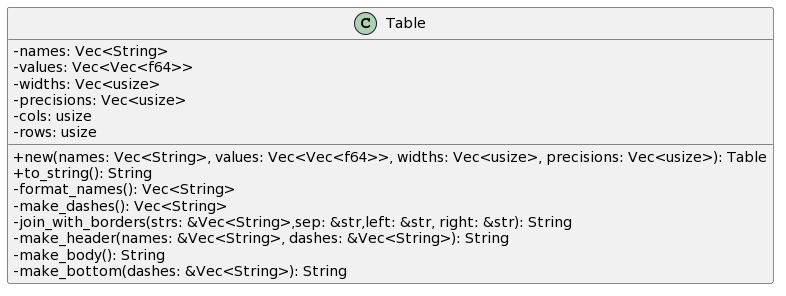 C Table
-names: Vec<String>
-values: Vec<Vec<f64>>
-widths: Vec<usize>
-precisions: Vec<usize>
-cols: usize
-rows: usize
+new(names: Vec<String>, values: Vec<Vec<f64>>, widths: Vec<usize>, precisions: Vec<usize>): Table
+to_string(): String
-format_names(): Vec<String>
-make_dashes(): Vec<String>
-join_with_borders(strs: &Vec<String>,sep: &str,left: &str, right: &str): String
-make_header(names: &Vec<String>, dashes: &Vec<String>): String
-make_body(): String
-make_bottom(dashes: &Vec<String>): String